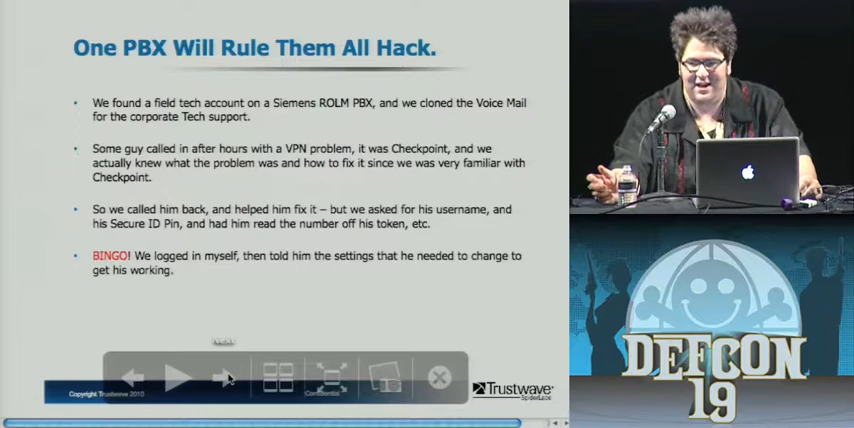 One PBX Will Rule Them All Hack.
• We found a field tech account on a Siemens ROLM PBX, and we cloned the Voice Mail
for the corporate Tech support.
• Some guy called in after hours with a VPN problem, it was Checkpoint, and we
actually knew what the problem was and how to fix it since we was very familiar with
Checkpoint.
• So we called him back, and helped him fix it – but we asked for his username, and
his Secure ID Pin, and had him read the number off his token, etc.
• BINGO! We logged in myself, then told him the settings that he needed to change to
get his working.
Next
Copyright Trustwave 2010
Confidential
Trustwave
SpiderLabs
DEFCON
19